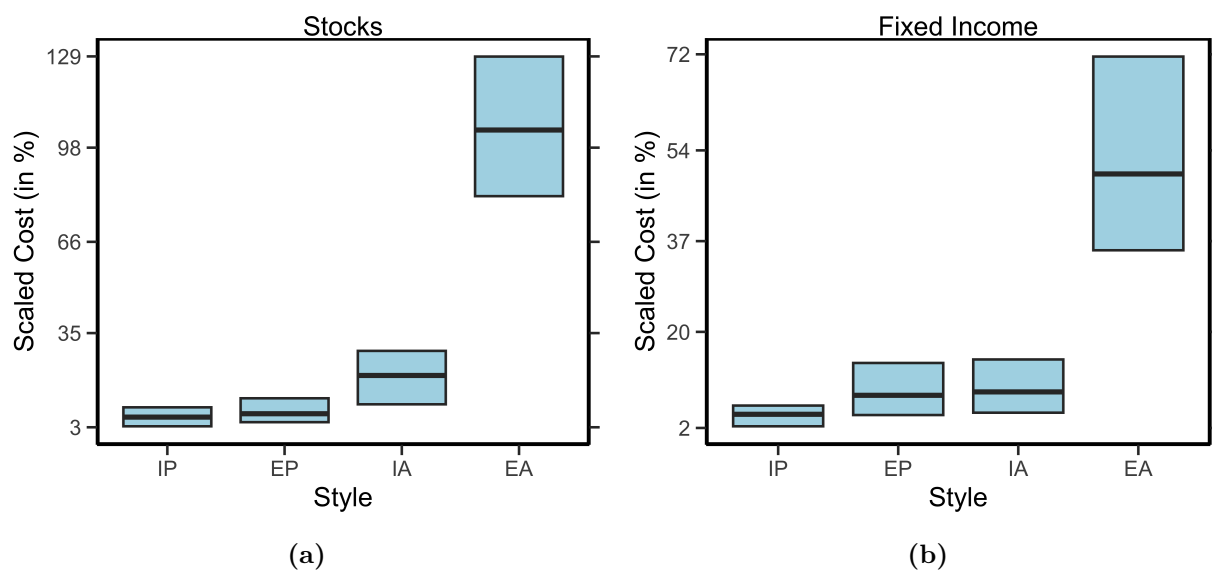 Stocks
Scaled Cost (in %)
129
98
66
35
3
IP EP IA EA
Style
(a)
Fixed Income
Scaled Cost (in %)
72
54
37
20
2
IP EP IA EA
Style
(b)